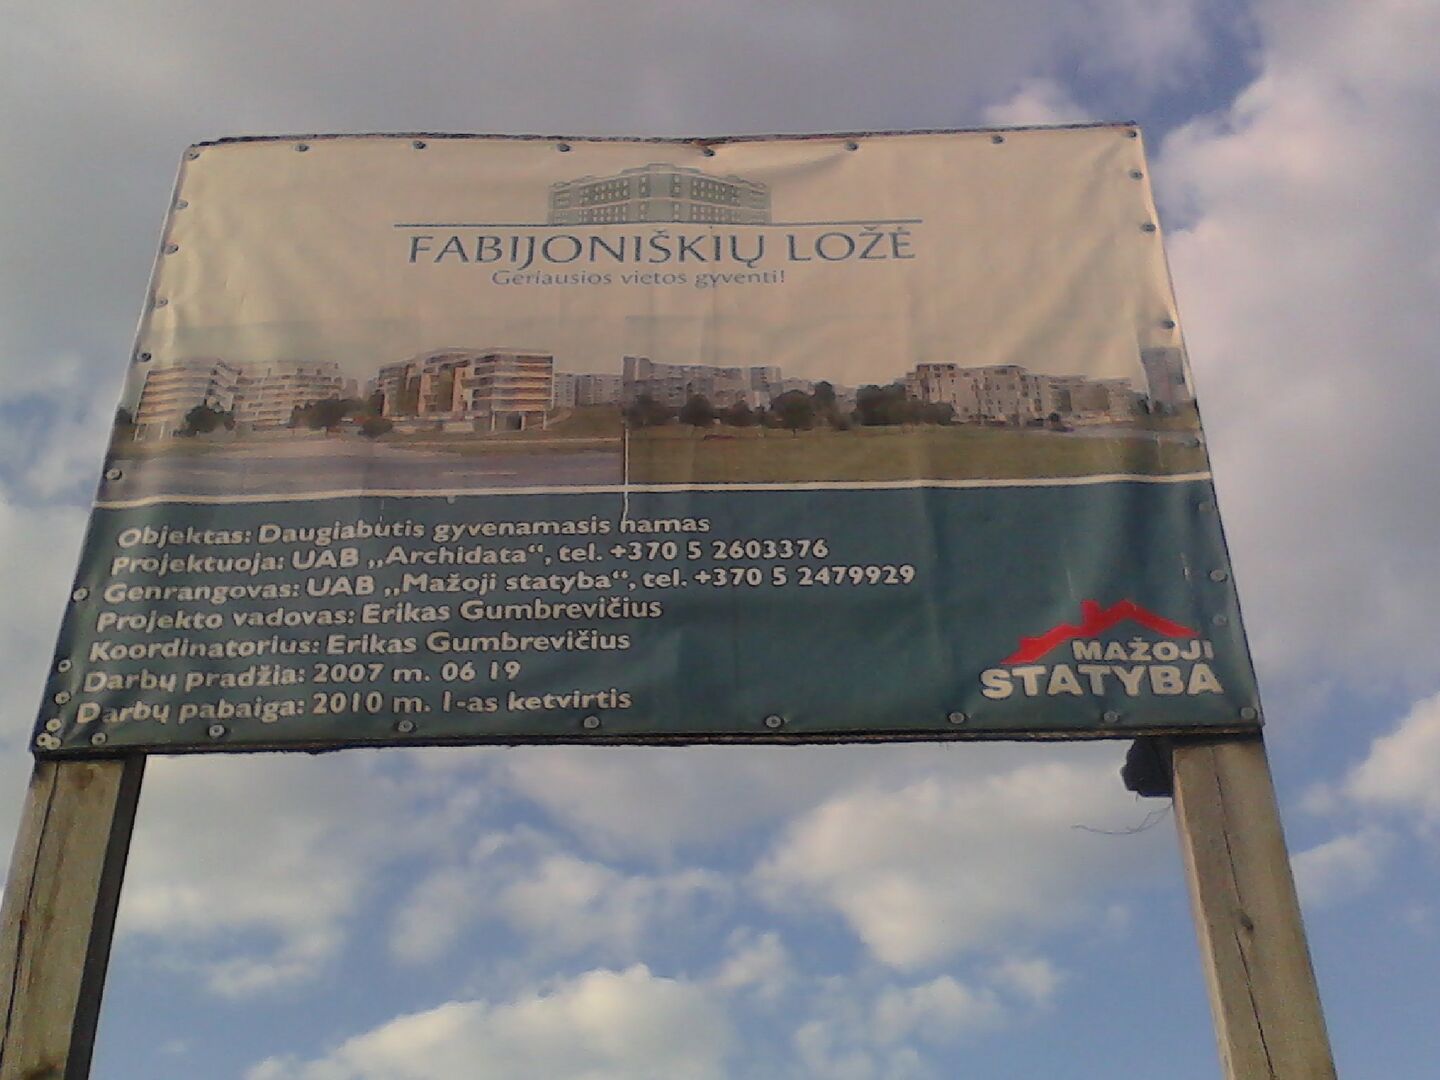 FABIJONIŠKIŲ LOŽĖ
Geriausios vietos gyventi!
Objektas: Daugiabutis gyvenamasis namas
Projektuoja: UAB „Archidata“, tel. +370 5 2603376
Genrangovas: UAB „Mažoji statyba“, tel. +370 5 2479929
Projekto vadovas: Erikas Gumbrevičius
Koordinatorius: Erikas Gumbrevičius
Darbų pradžia: 2007 m. 06 19
Darbų pabaiga: 2010 m. I-as ketvirtis
MAŽOJI
STATYBA